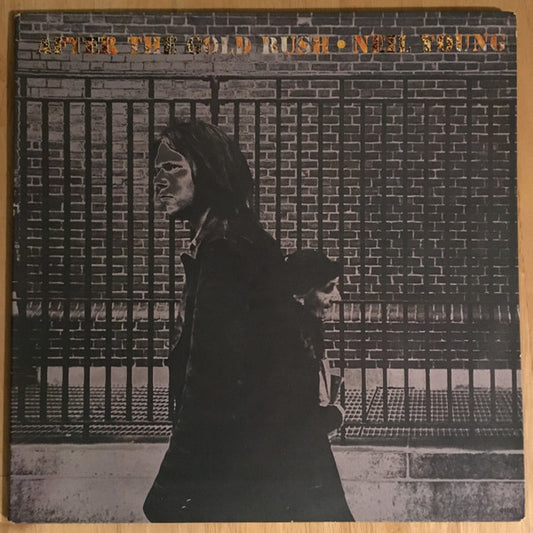 AFTER THE GOLD RUSH • NEIL YOUNG